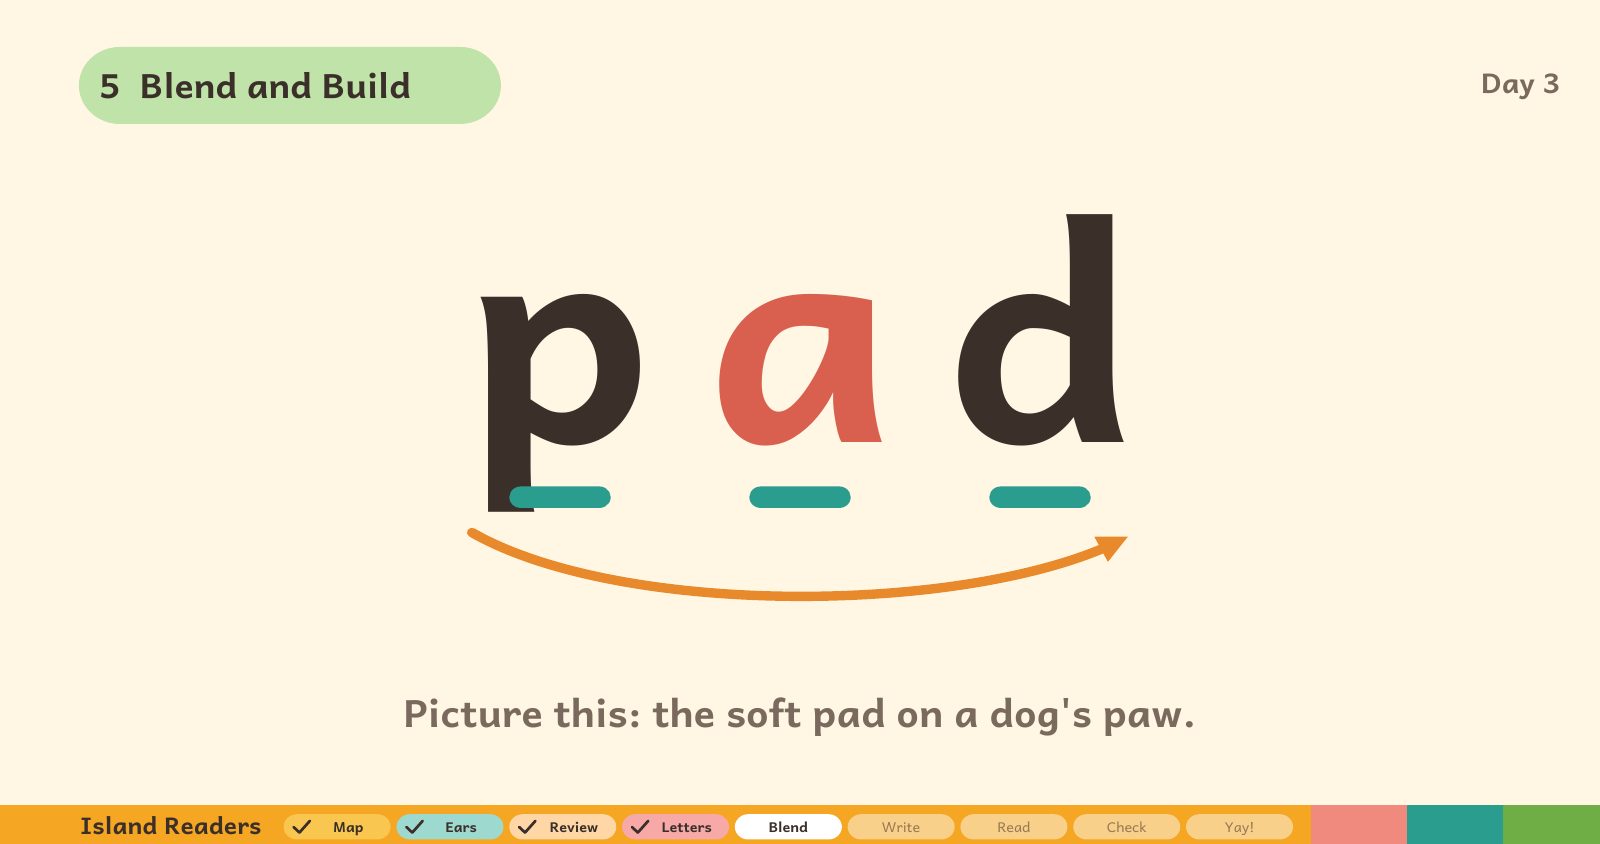 5 Blend and Build
Day 3
pad
Picture this: the soft pad on a dog's paw.
Island Readers
Map
Ears
Review
Letters
Blend
Write
Read
Check
Yay!